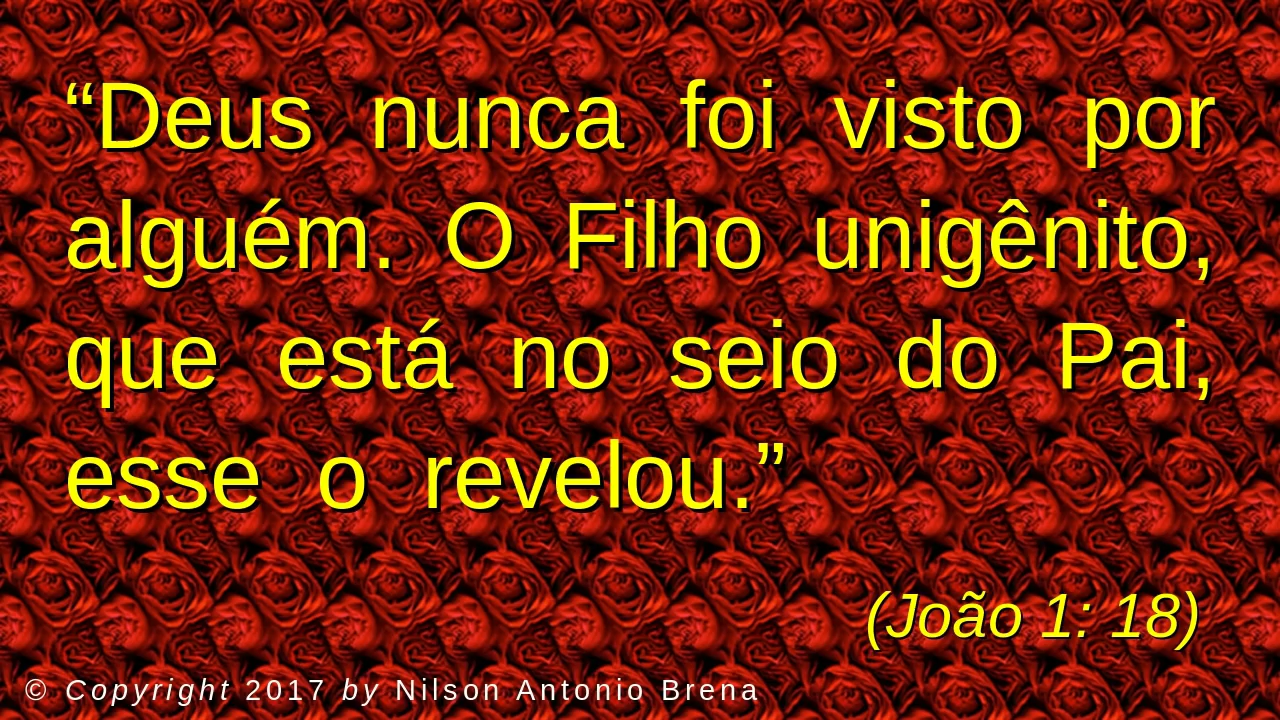 “Deus nunca foi visto por
alguém. O Filho unigênito,
que está no seio do Pai,
esse o revelou.”
(João 1: 18)
© Copyright 2017 by Nilson Antonio Brena